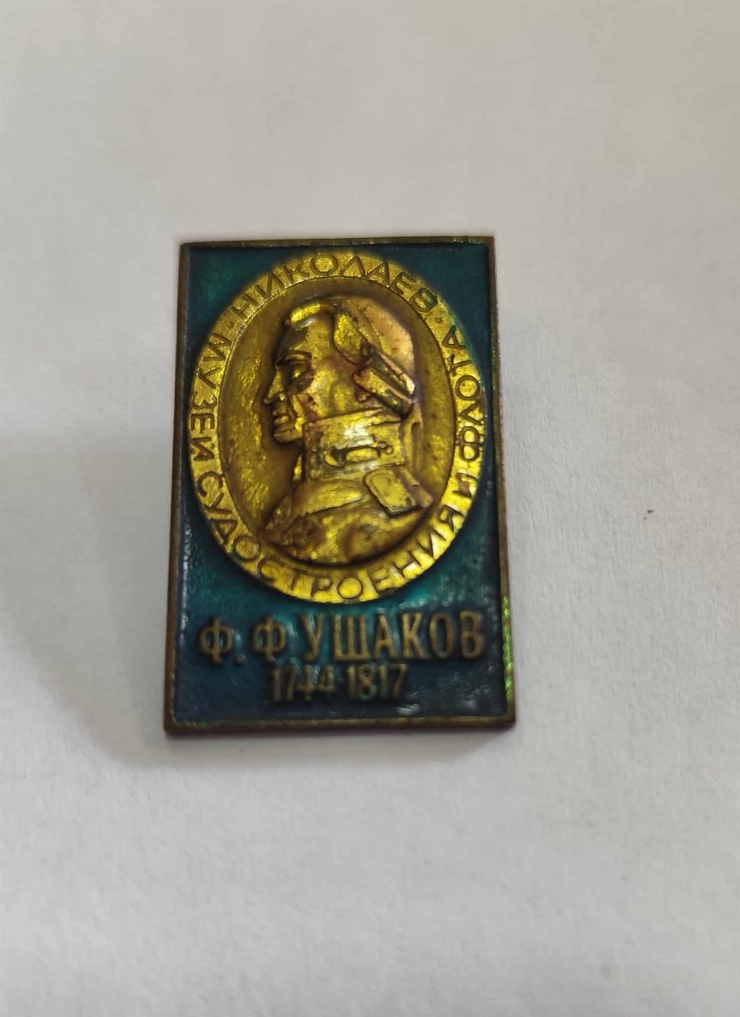 НИКОЛАЕВ · МУЗЕЙ СУДОСТРОЕНИЯ И ФЛОТА ·
Ф. Ф УШАКОВ
1744-1817